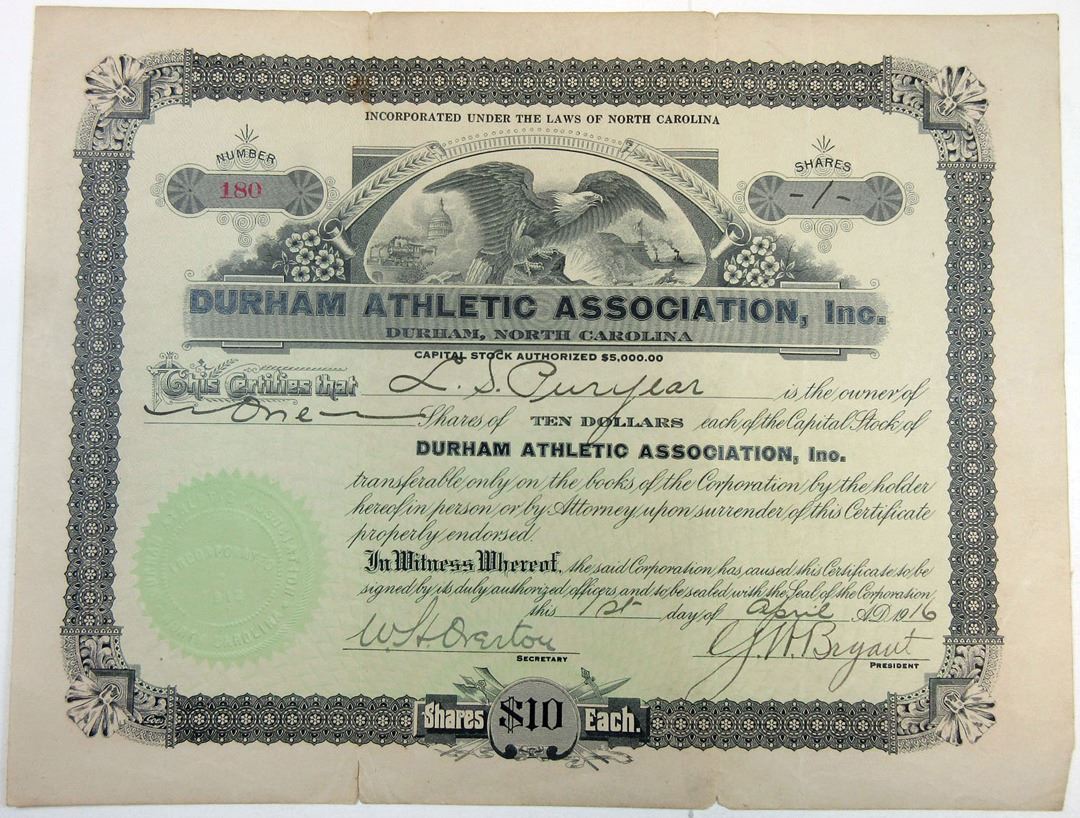 INCORPORATED UNDER THE LAWS OF NORTH CAROLINA
NUMBER
180
SHARES
-1-
DURHAM ATHLETIC ASSOCIATION, Inc.
DURHAM, NORTH CAROLINA
CAPITAL STOCK AUTHORIZED $5,000.00
This Certifies that L. S. Puryear is the owner of
One Shares of TEN DOLLARS each of the Capital Stock of
DURHAM ATHLETIC ASSOCIATION, Inc.
transferable only on the books of the Corporation by the holder
hereof in person or by Attorney upon surrender of this Certificate
properly endorsed.
In Witness Whereof, the said Corporation has caused this Certificate to be
signed by its duly authorized officers and to be sealed with the Seal of the Corporation
this 1st day of April A.D. 1916
W. H. Overton
SECRETARY
J. H. Bryant
PRESIDENT
Shares $10 Each.